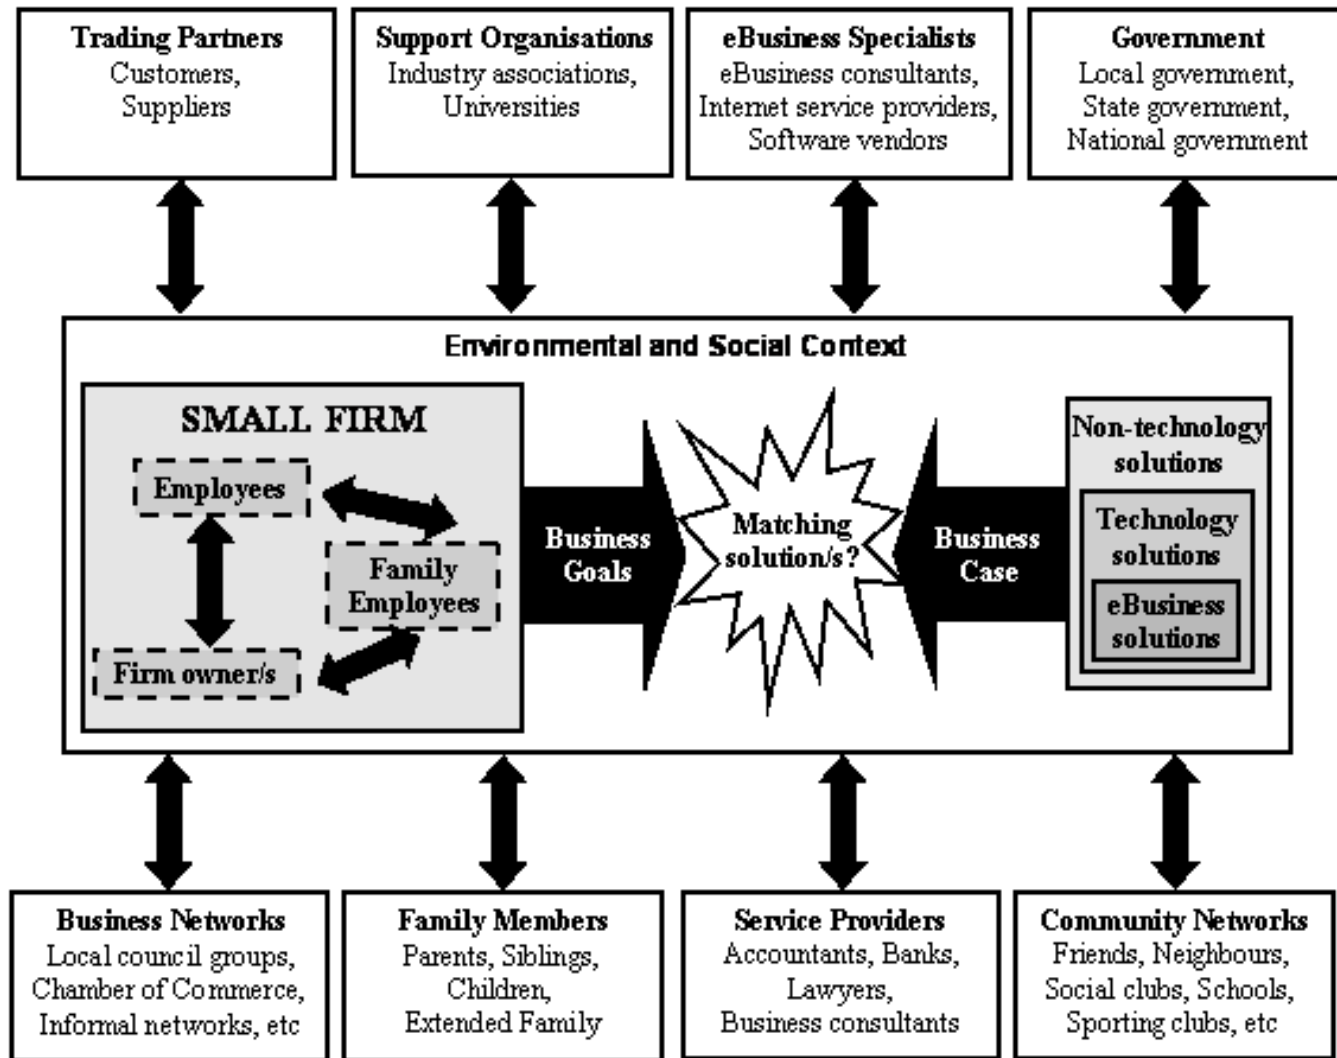 Trading Partners
Customers,
Suppliers
Support Organisations
Industry associations,
Universities
eBusiness Specialists
eBusiness consultants,
Internet service providers,
Software vendors
Government
Local government,
State government,
National government
Environmental and Social Context
SMALL FIRM
Employees
Family
Employees
Firm owner/s
Business
Goals
Matching
solution/s?
Business
Case
Non-technology
solutions
Technology
solutions
eBusiness
solutions
Business Networks
Local council groups,
Chamber of Commerce,
Informal networks, etc
Family Members
Parents, Siblings,
Children,
Extended Family
Service Providers
Accountants, Banks,
Lawyers,
Business consultants
Community Networks
Friends, Neighbours,
Social clubs, Schools,
Sporting clubs, etc